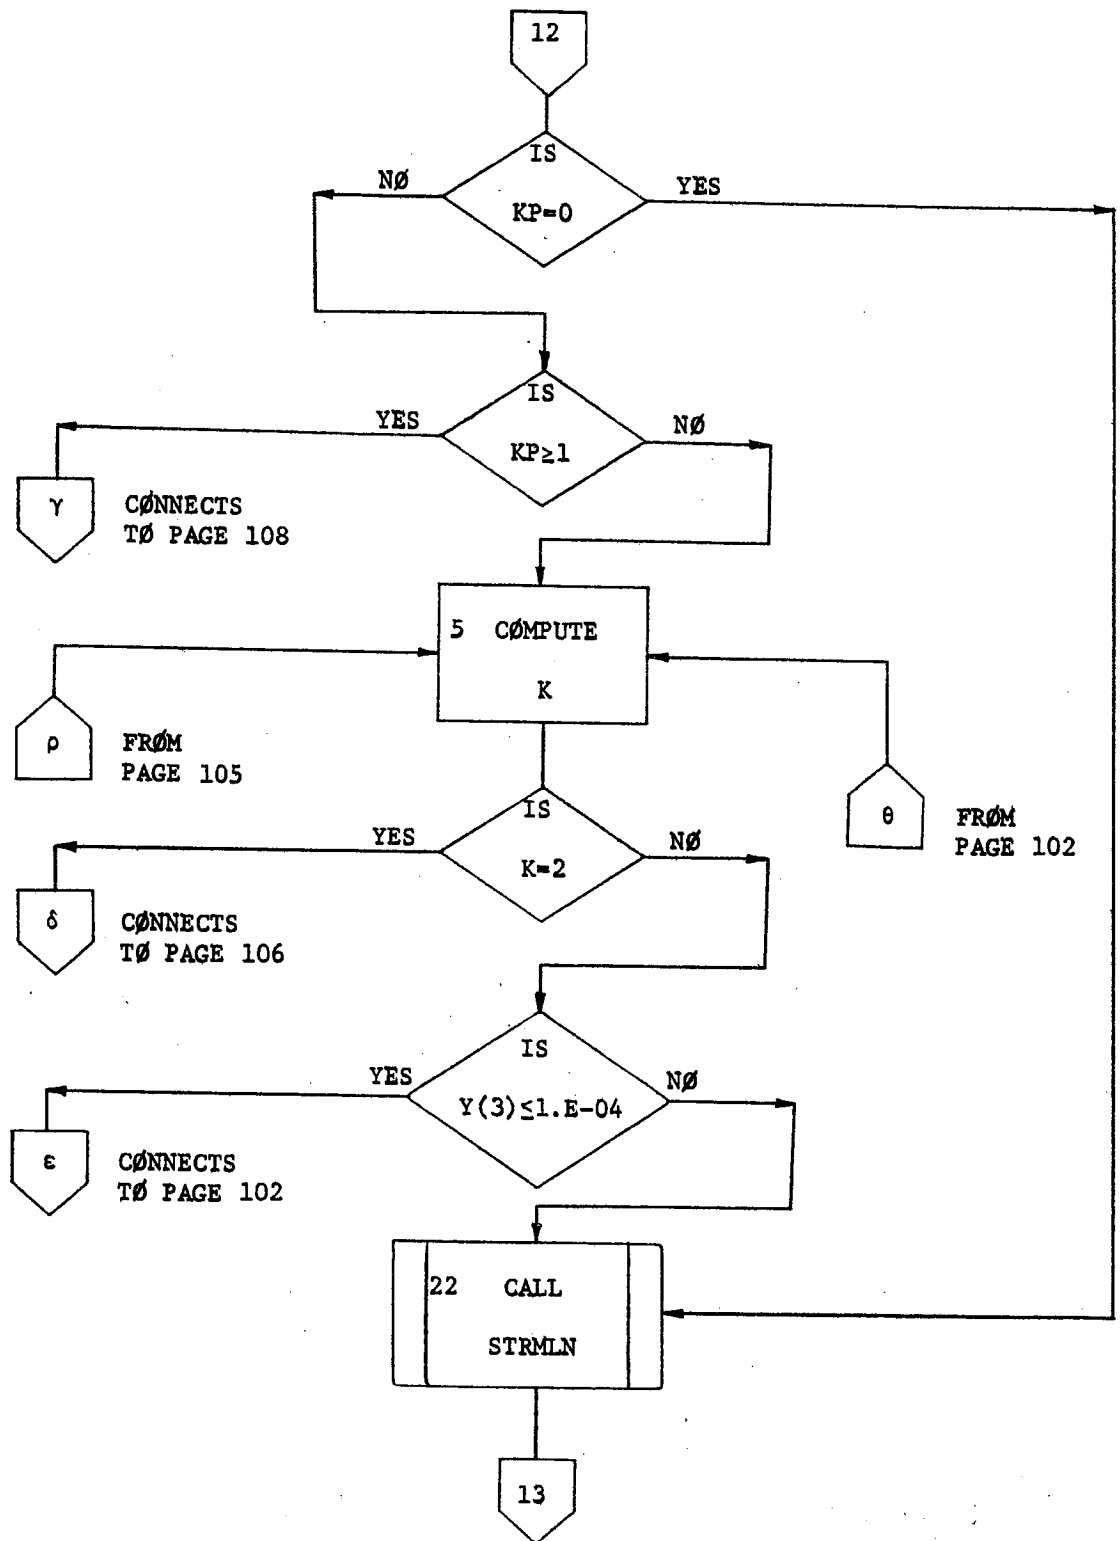 12
IS
NØ
YES
KP=0
IS
YES
NØ
KP≥1
γ
CØNNECTS
TØ PAGE 108
5 CØMPUTE
K
ρ
FRØM
PAGE 105
θ
FRØM
PAGE 102
IS
YES
NØ
K=2
δ
CØNNECTS
TØ PAGE 106
IS
YES
NØ
Y(3)≤1.E-04
ε
CØNNECTS
TØ PAGE 102
22 CALL
STRMLN
13